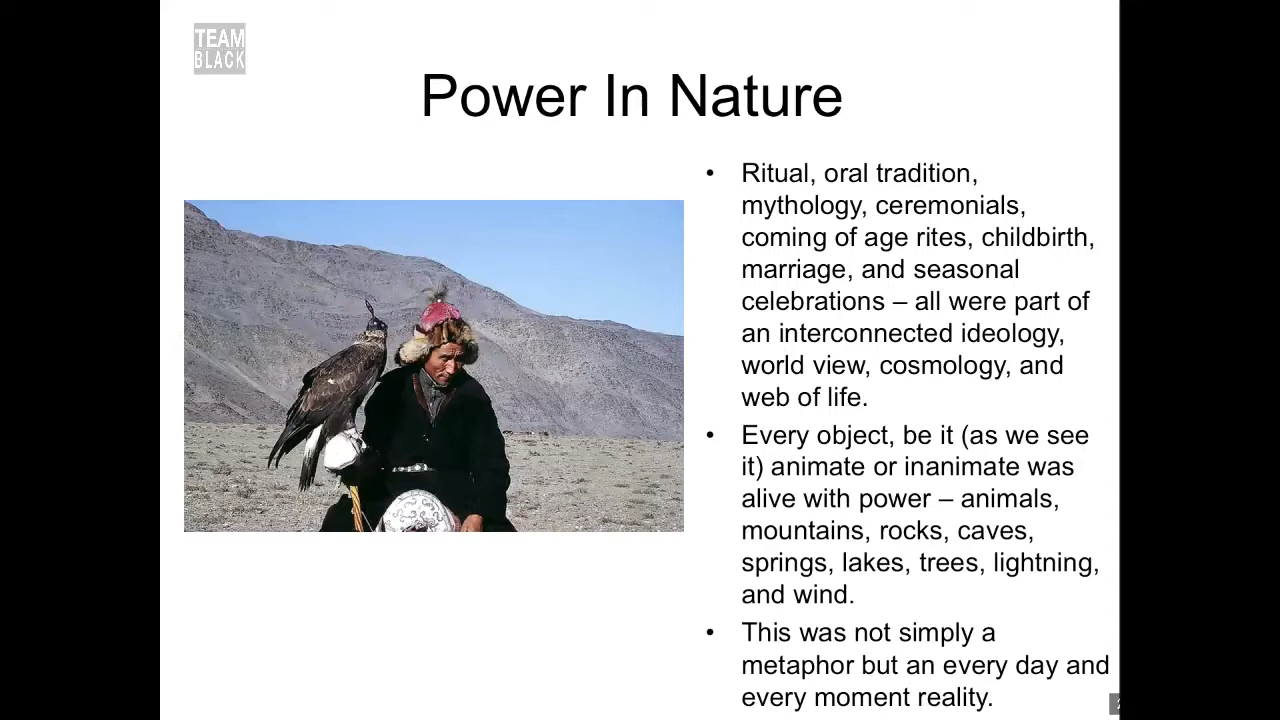 TEAM
BLACK
Power In Nature
• Ritual, oral tradition,
mythology, ceremonials,
coming of age rites, childbirth,
marriage, and seasonal
celebrations – all were part of
an interconnected ideology,
world view, cosmology, and
web of life.
• Every object, be it (as we see
it) animate or inanimate was
alive with power – animals,
mountains, rocks, caves,
springs, lakes, trees, lightning,
and wind.
• This was not simply a
metaphor but an every day and
every moment reality.